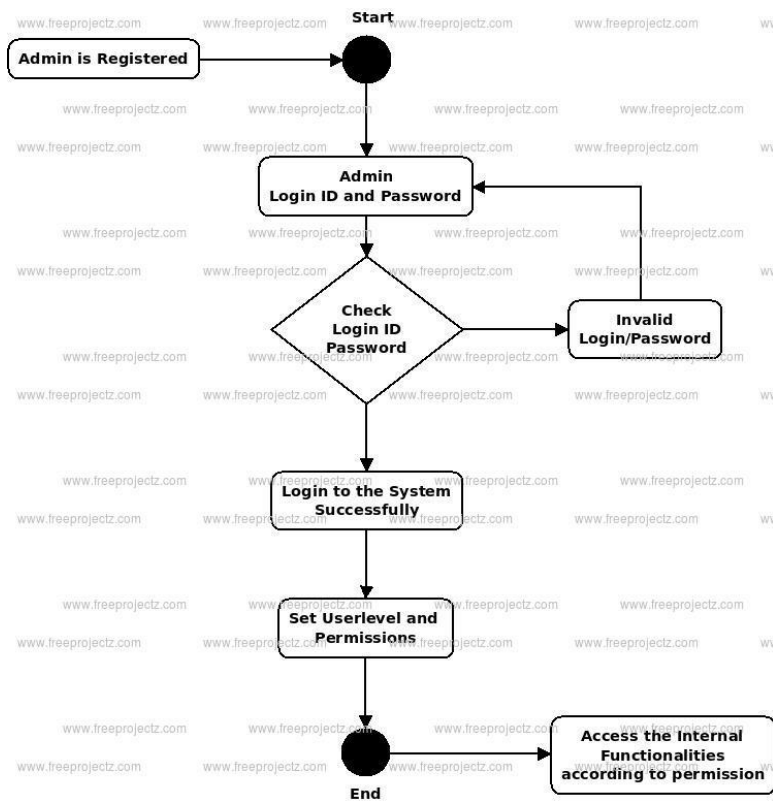 Start
Admin is Registered
Admin
Login ID and Password
Check
Login ID
Password
Invalid
Login/Password
Login to the System
Successfully
Set Userlevel and
Permissions
Access the Internal
Functionalities
according to permission
End
www.freeprojectz.com